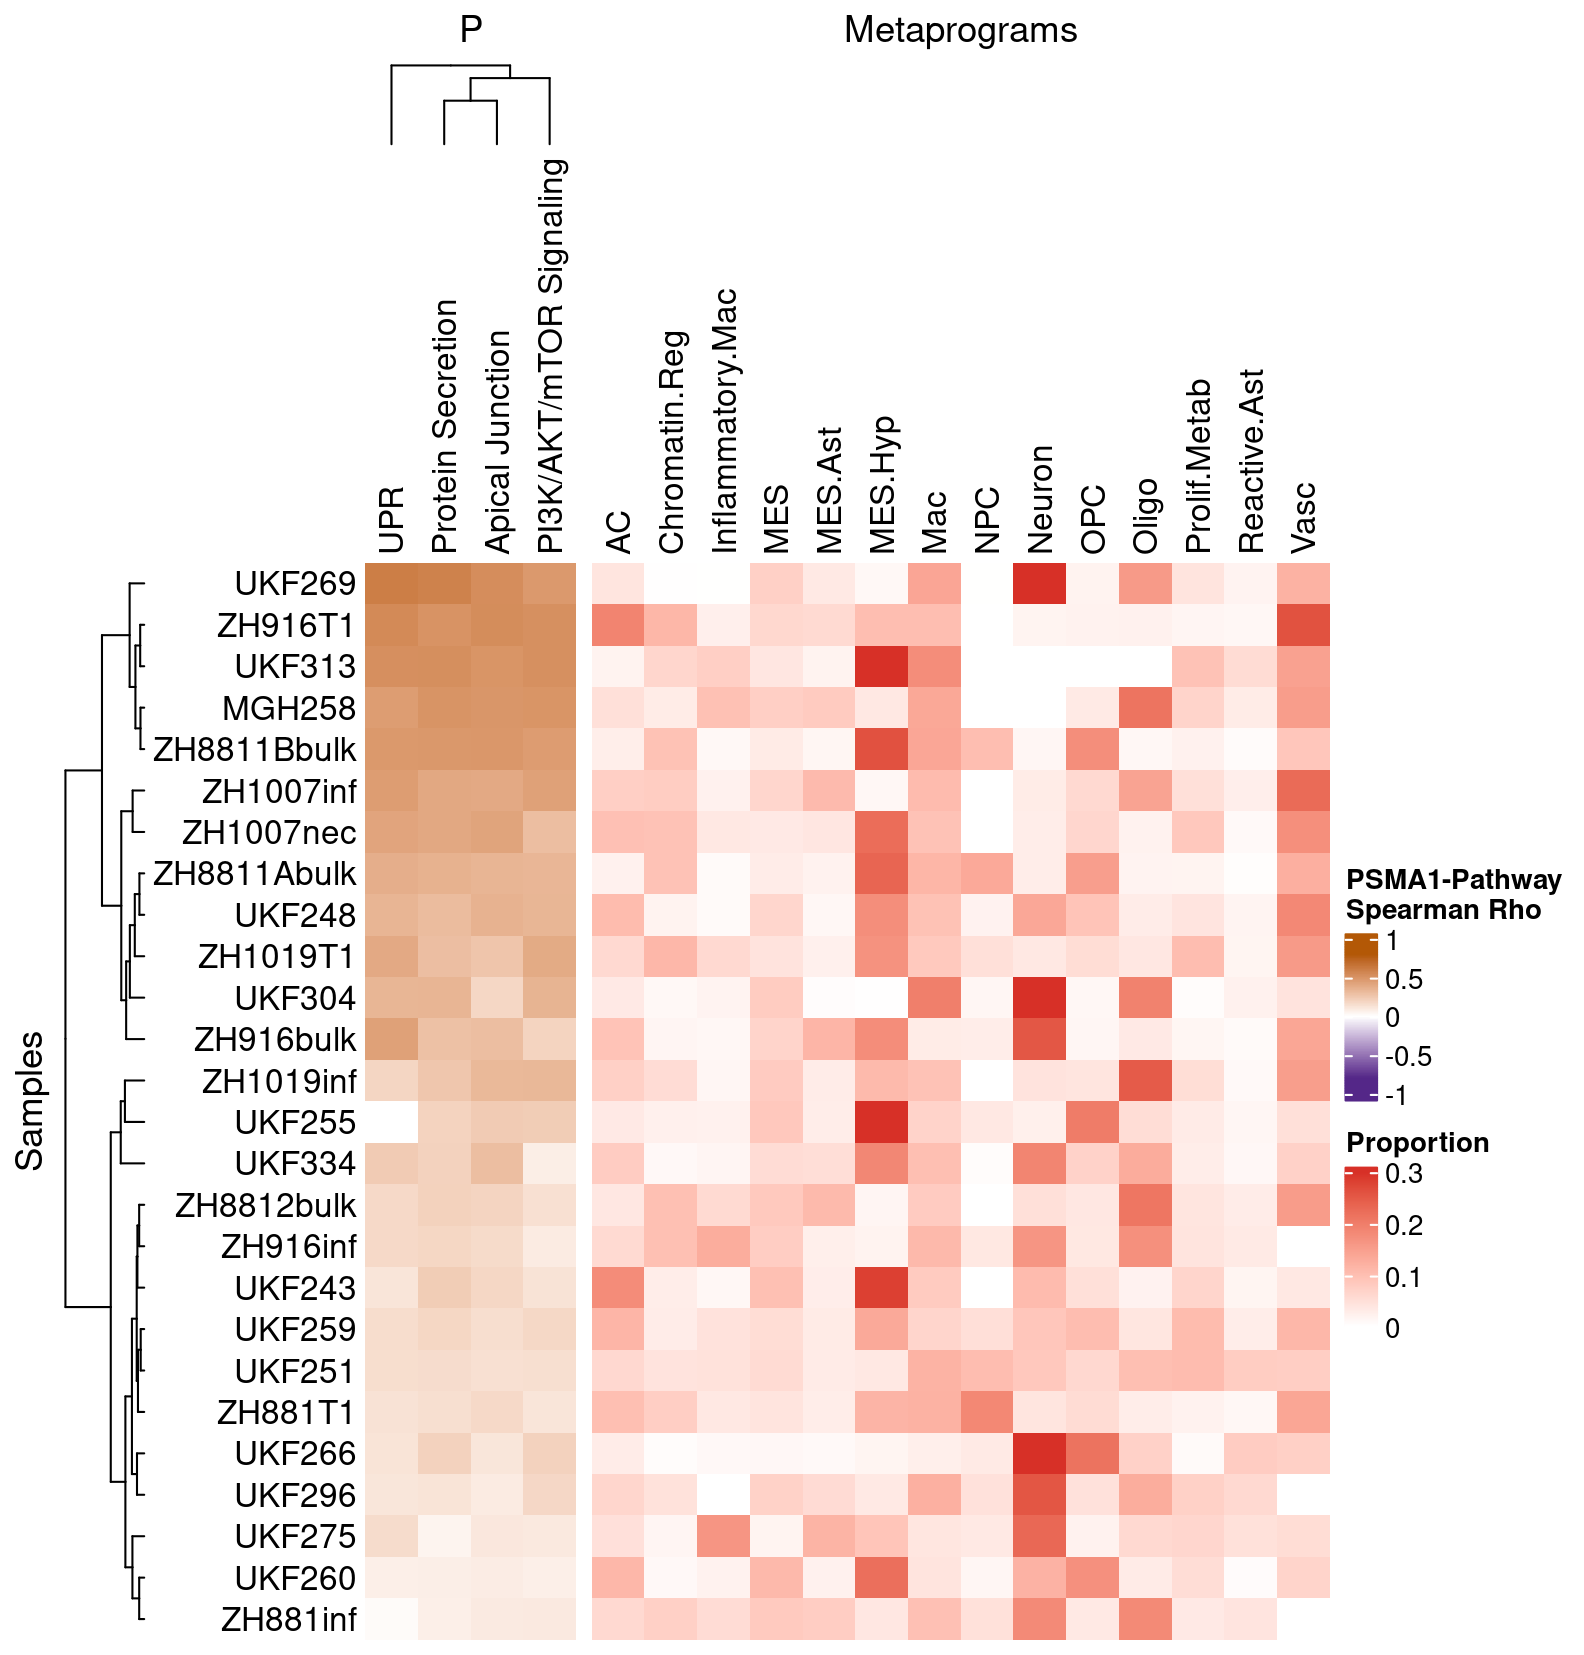 P
Metaprograms
UPR
Protein Secretion
Apical Junction
PI3K/AKT/mTOR Signaling
AC
Chromatin.Reg
Inflammatory.Mac
MES
MES.Ast
MES.Hyp
Mac
NPC
Neuron
OPC
Oligo
Prolif.Metab
Reactive.Ast
Vasc
Samples
UKF269
ZH916T1
UKF313
MGH258
ZH8811Bbulk
ZH1007inf
ZH1007nec
ZH8811Abulk
UKF248
ZH1019T1
UKF304
ZH916bulk
ZH1019inf
UKF255
UKF334
ZH8812bulk
ZH916inf
UKF243
UKF259
UKF251
ZH881T1
UKF266
UKF296
UKF275
UKF260
ZH881inf
PSMA1-Pathway
Spearman Rho
1
0.5
0
-0.5
-1
Proportion
0.3
0.2
0.1
0